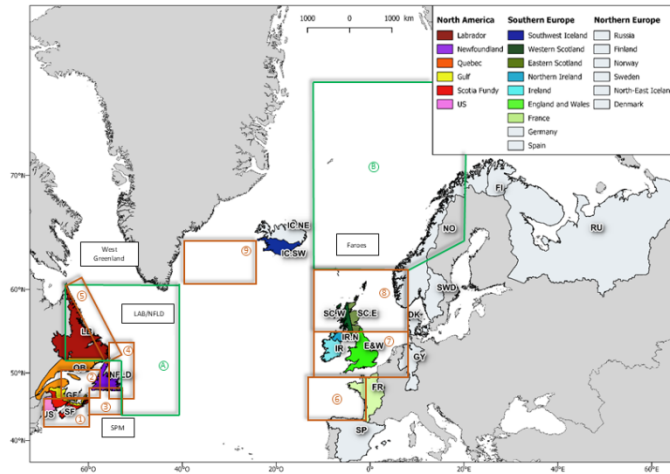 1000 0 1000 km
North America
Labrador
Newfoundland
Quebec
Gulf
Scotia Fundy
US
Southern Europe
Southwest Iceland
Western Scotland
Eastern Scotland
Northern Ireland
Ireland
England and Wales
France
Germany
Spain
Northern Europe
Russia
Finland
Norway
Sweden
North-East Iceland
Denmark
70°N
60°N
50°N
40°N
60°W
40°W
20°W
0°
20°E
40°E
60°E
West
Greenland
LAB/NFLD
SPM
Faroes
IC.NE
IC.SW
FI
NO
RU
SWD
DK
SC.W
SC.E
IR.N
IR
E&W
GY
FR
SP
LB
QB
NFLD
GF
SF
US
A
B
1
2
3
4
5
6
7
8
9